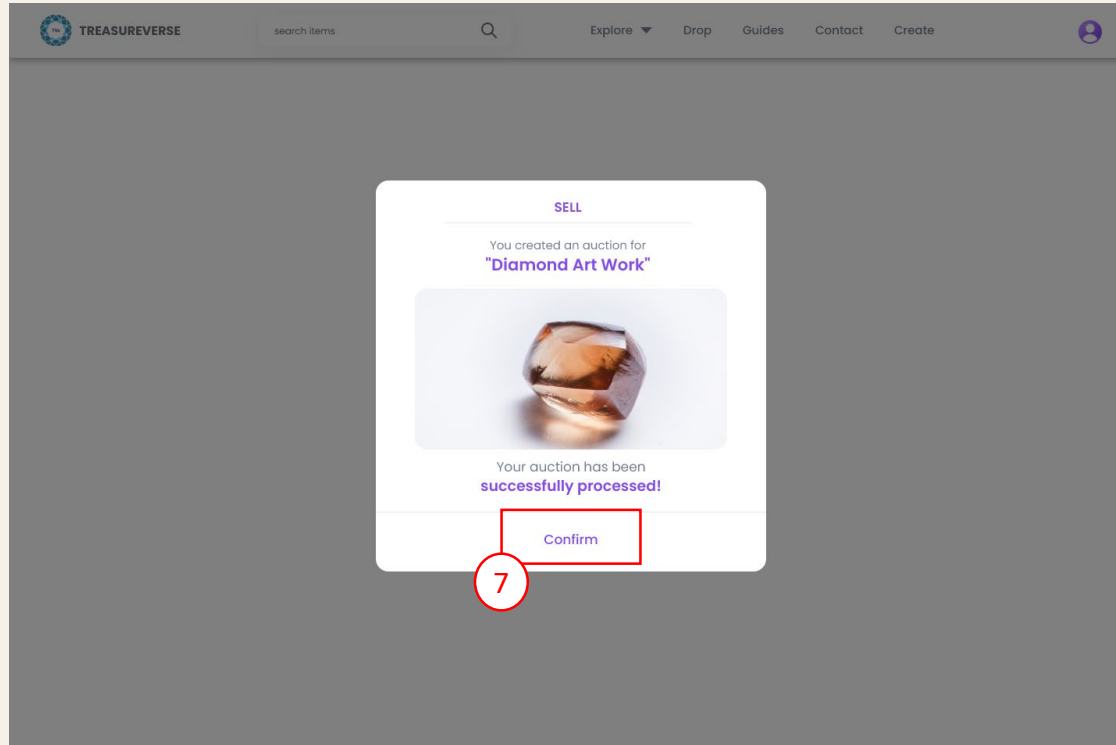 TREASUREVERSE search items Explore Drop Guides Contact Create
SELL
You created an auction for
"Diamond Art Work"
Your auction has been
successfully processed!
Confirm
7